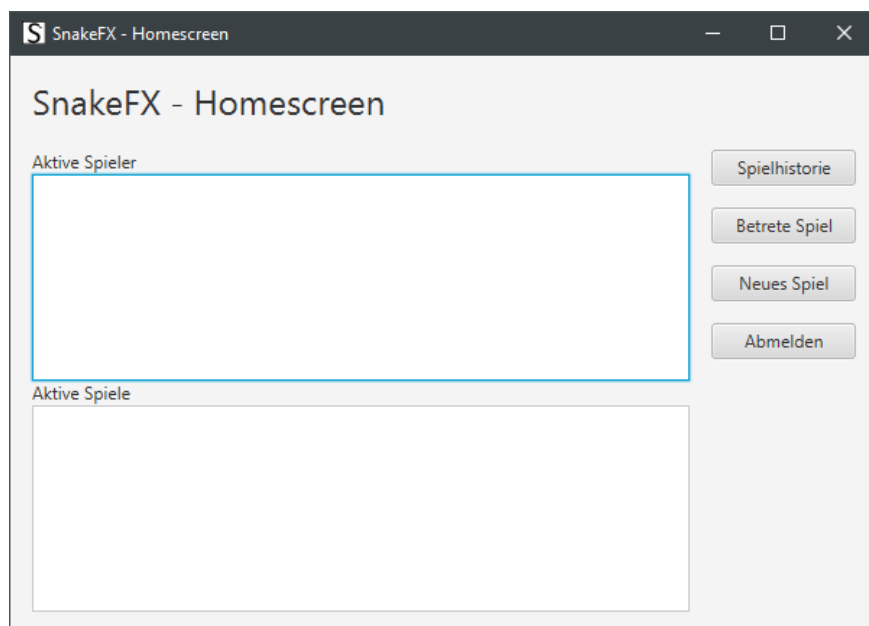 S SnakeFX - Homescreen
SnakeFX - Homescreen
Aktive Spieler
Spielhistorie
Betrete Spiel
Neues Spiel
Abmelden
Aktive Spiele